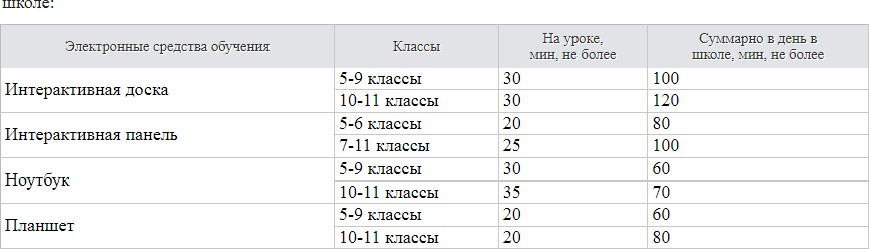 школе:
Электронные средства обучения Классы На уроке, мин, не более Суммарно в день в школе, мин, не более
Интерактивная доска 5-9 классы 30 100
10-11 классы 30 120
Интерактивная панель 5-6 классы 20 80
7-11 классы 25 100
Ноутбук 5-9 классы 30 60
10-11 классы 35 70
Планшет 5-9 классы 20 60
10-11 классы 20 80